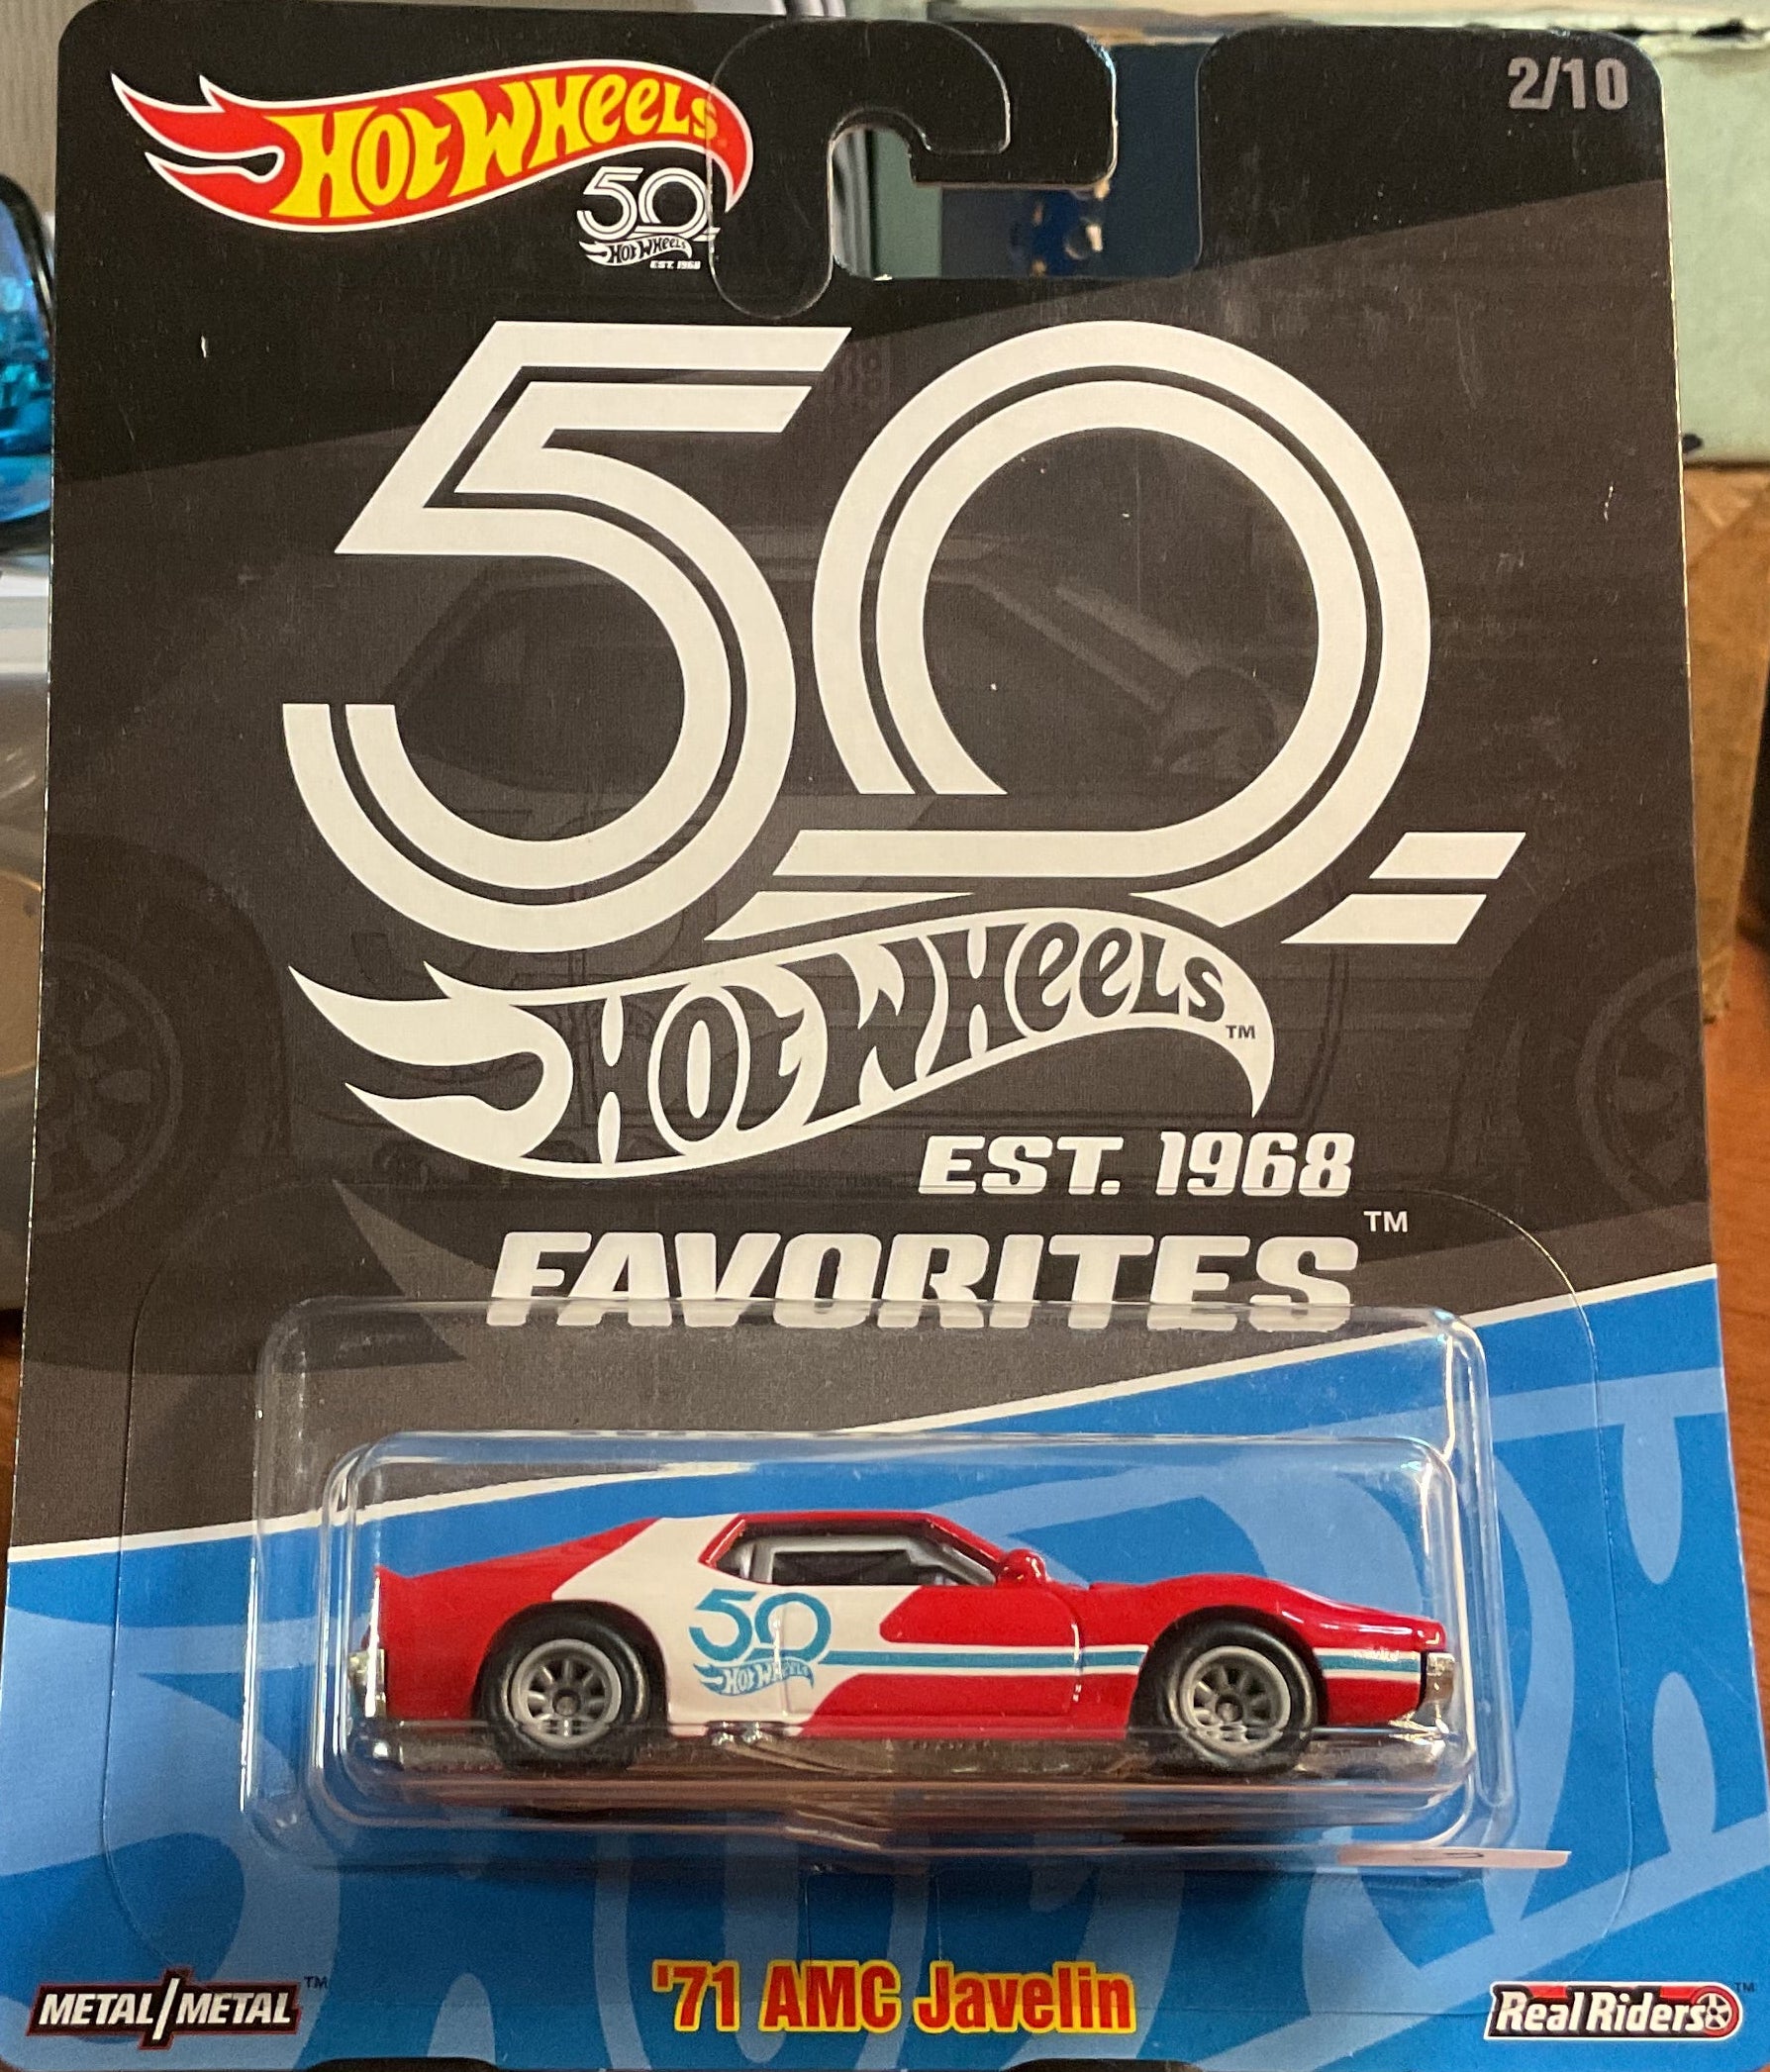 HOT WHEELS
2/10
50
HOT WHEELS
EST. 1968
50
HOT WHEELS™
EST. 1968
FAVORITES™
50
HOT WHEELS
METAL/METAL™
'71 AMC Javelin
Real Riders™